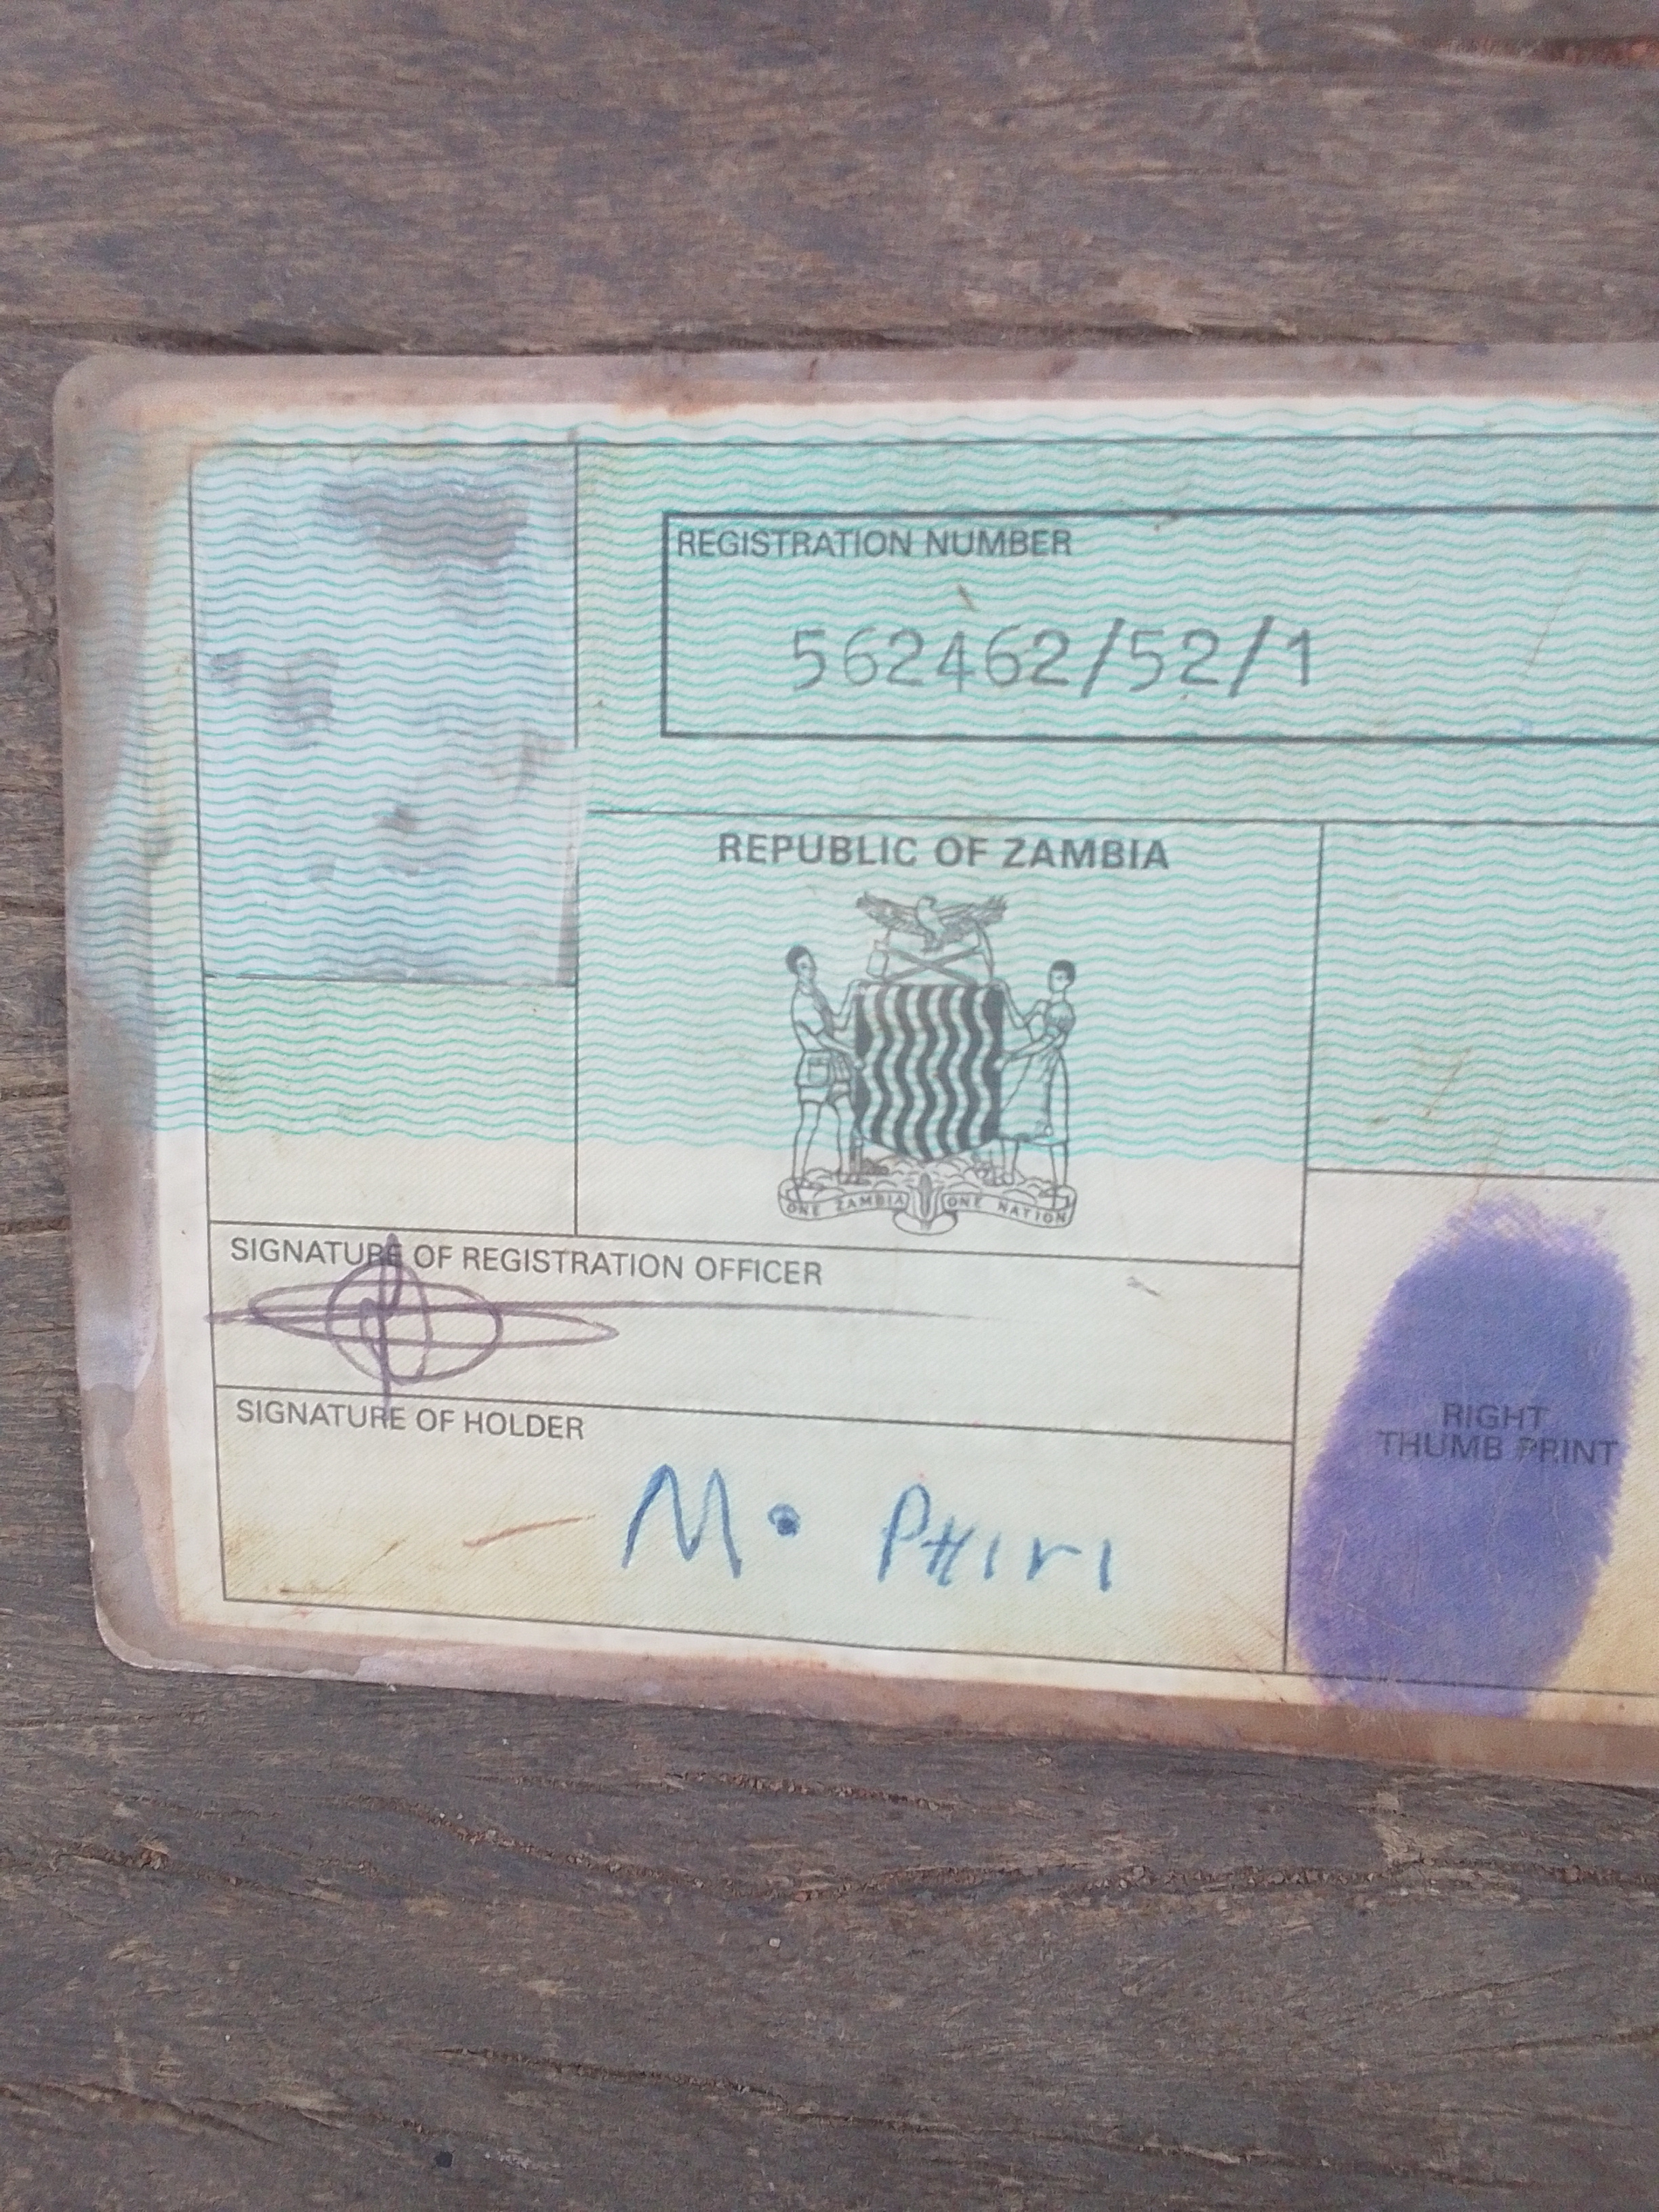 REGISTRATION NUMBER
562462/52/1
REPUBLIC OF ZAMBIA
ONE ZAMBIA ONE NATION
SIGNATURE OF REGISTRATION OFFICER
SIGNATURE OF HOLDER
M. PHIRI
RIGHT
THUMB PRINT